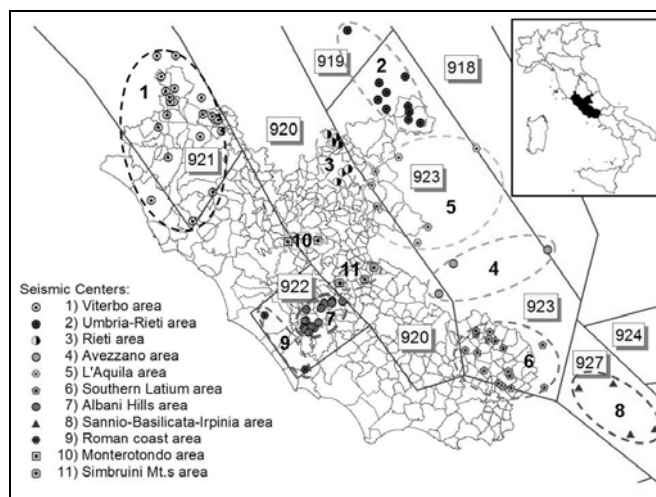 919
2
918
1
920
3
923
921
5
10
4
11
922
7
923
9
920
924
6
927
8
Seismic Centers:
1) Viterbo area
2) Umbria-Rieti area
3) Rieti area
4) Avezzano area
5) L'Aquila area
6) Southern Latium area
7) Albani Hills area
8) Sannio-Basilicata-Irpinia area
9) Roman coast area
10) Monterotondo area
11) Simbruini Mt.s area